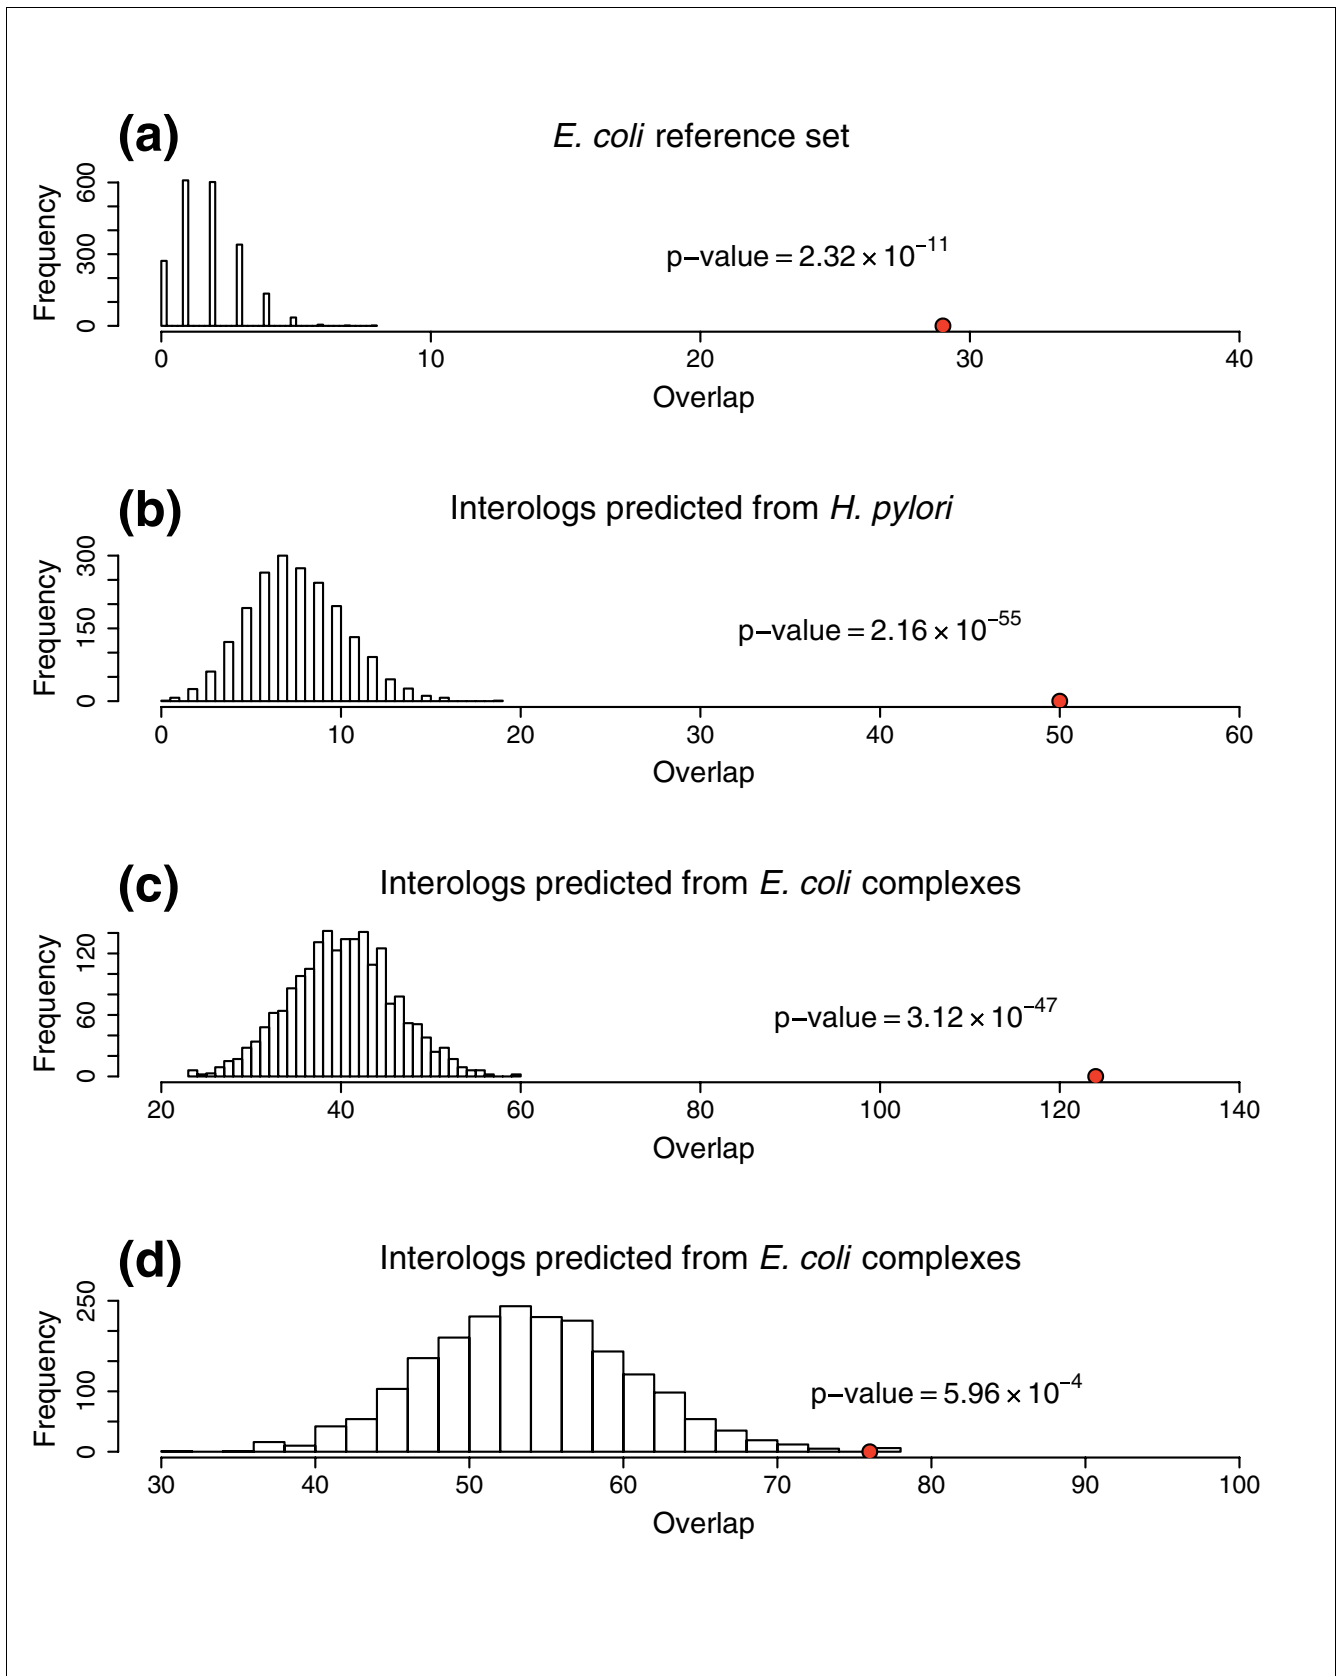 (a)
E. coli reference set
Frequency
0 300 600
p−value = 2.32 × 10−11
0 10 20 30 40
Overlap
(b)
Interologs predicted from H. pylori
Frequency
0 150 300
p−value = 2.16 × 10−55
0 10 20 30 40 50 60
Overlap
(c)
Interologs predicted from E. coli complexes
Frequency
0 60 120
p−value = 3.12 × 10−47
20 40 60 80 100 120 140
Overlap
(d)
Interologs predicted from E. coli complexes
Frequency
0 100 250
p−value = 5.96 × 10−4
30 40 50 60 70 80 90 100
Overlap